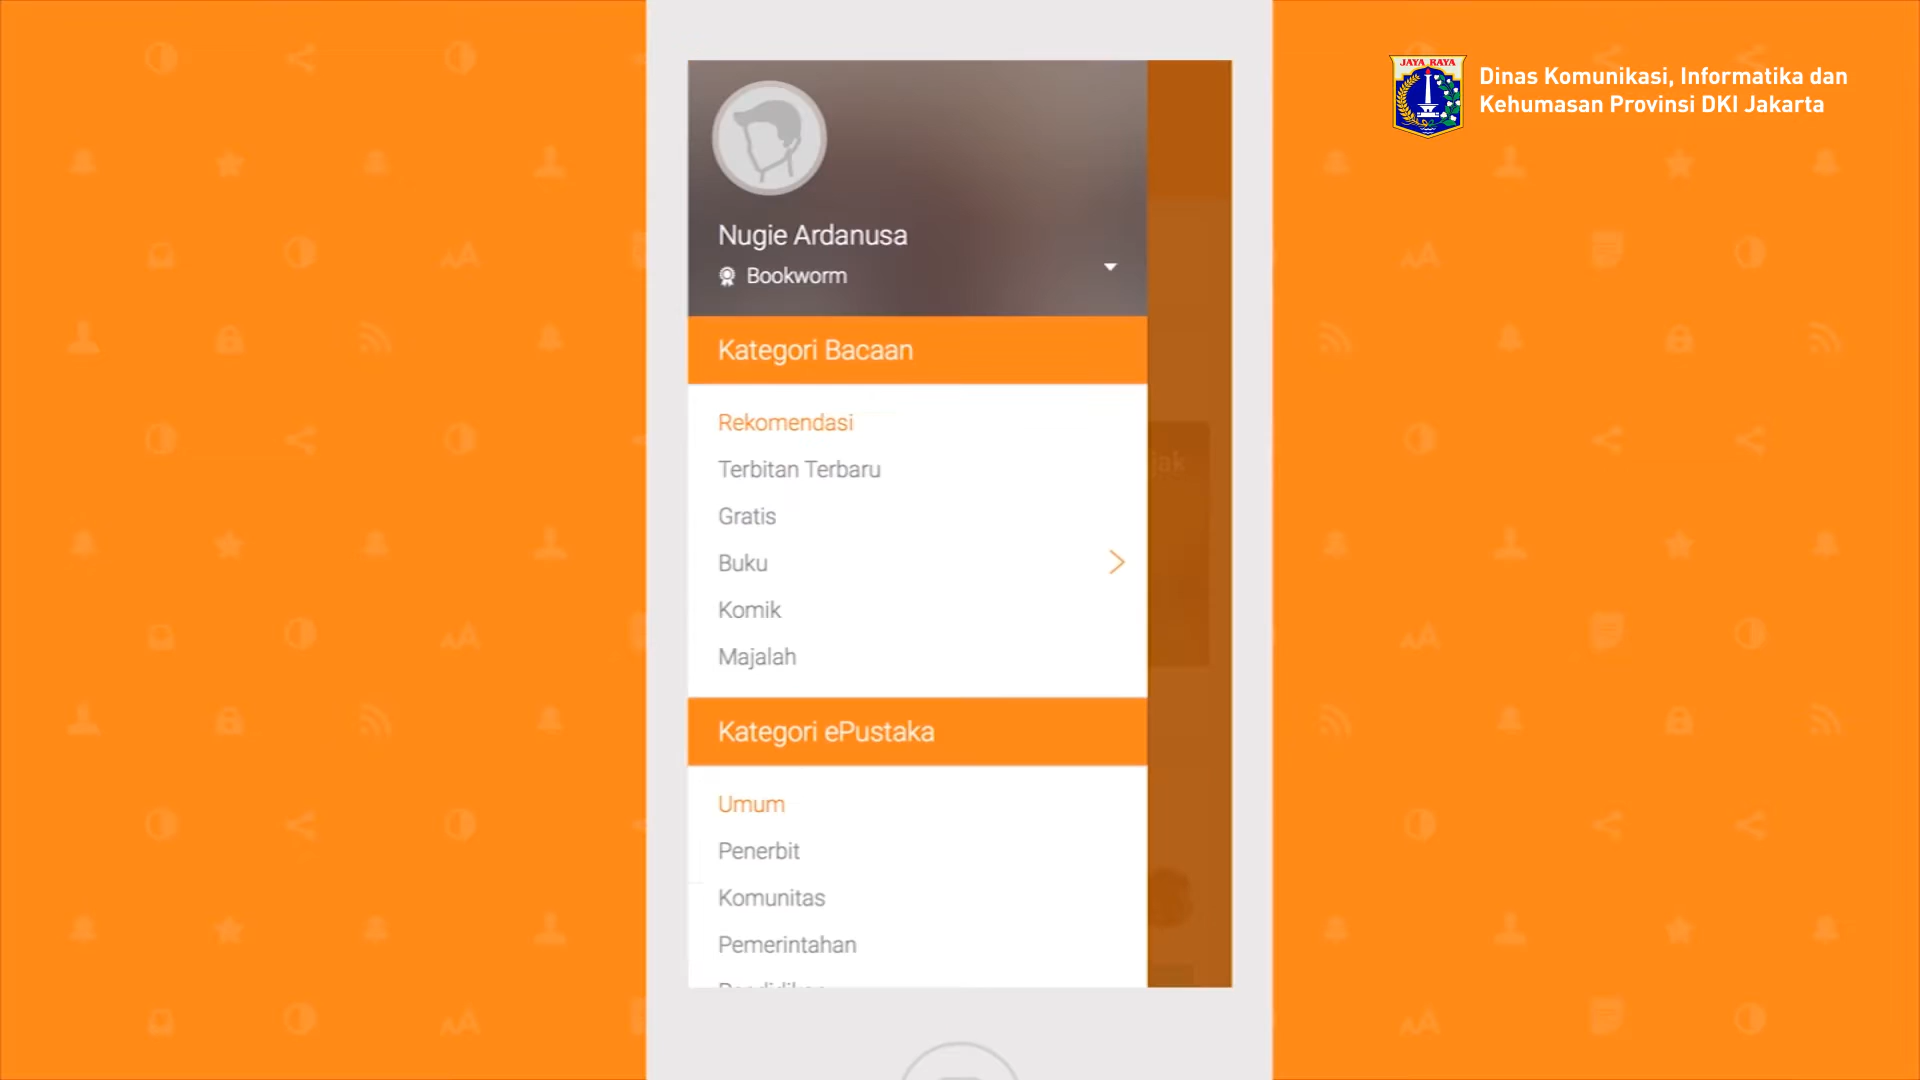 JAYA RAYA
Dinas Komunikasi, Informatika dan
Kehumasan Provinsi DKI Jakarta
Nugie Ardanusa
Bookworm
Kategori Bacaan
Rekomendasi
Terbitan Terbaru
jak
Gratis
Buku
Komik
Majalah
Kategori ePustaka
Umum
Penerbit
Komunitas
Pemerintahan